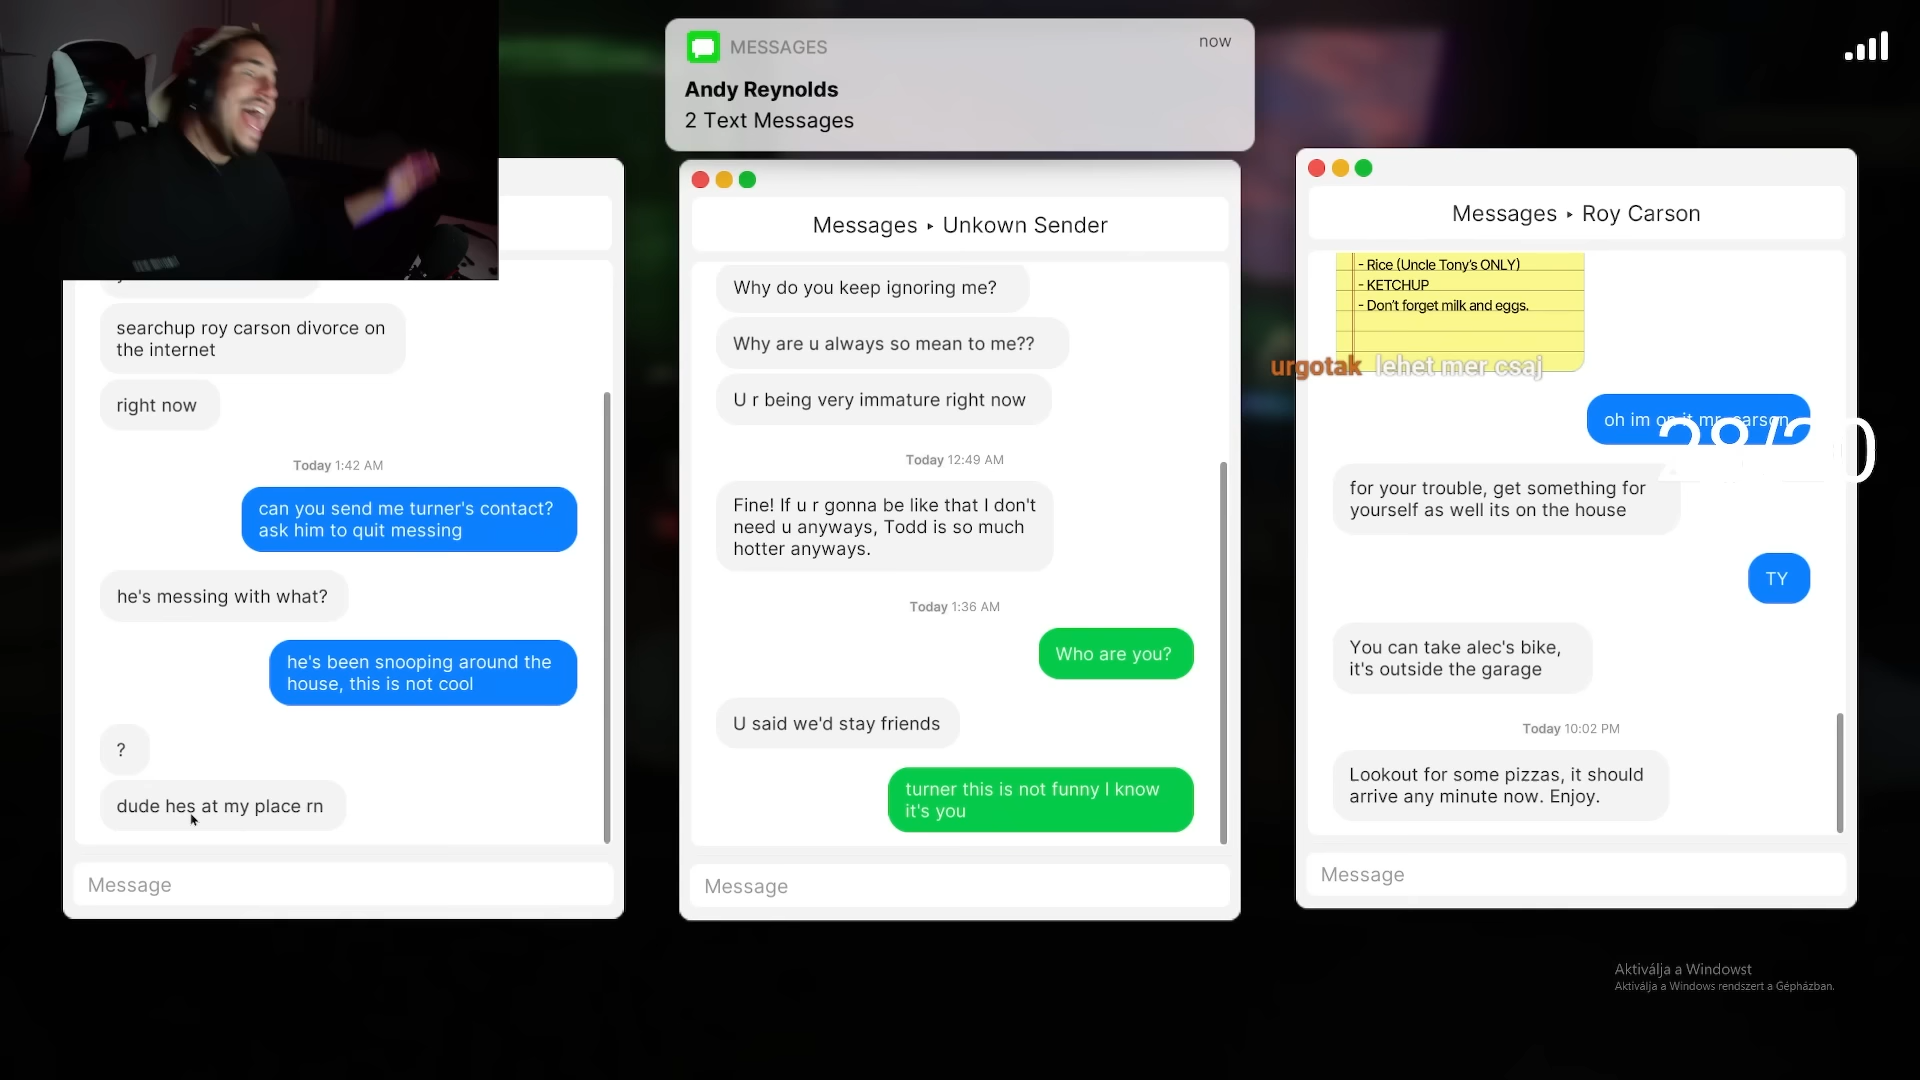 MESSAGES
now
Andy Reynolds
2 Text Messages
searchup roy carson divorce on
the internet
right now
Today 1:42 AM
can you send me turner's contact?
ask him to quit messing
he's messing with what?
he's been snooping around the
house, this is not cool
?
dude hes at my place rn
Message
Messages ▸ Unkown Sender
Why do you keep ignoring me?
Why are u always so mean to me??
U r being very immature right now
Today 12:49 AM
Fine! If u r gonna be like that I don't
need u anyways, Todd is so much
hotter anyways.
Today 1:36 AM
Who are you?
U said we'd stay friends
turner this is not funny I know
it's you
Message
Messages ▸ Roy Carson
- Rice (Uncle Tony's ONLY)
- KETCHUP
- Don't forget milk and eggs.
urgotak lehet mer csaj
oh im on it mr. carson
28/20
for your trouble, get something for
yourself as well its on the house
TY
You can take alec's bike,
it's outside the garage
Today 10:02 PM
Lookout for some pizzas, it should
arrive any minute now. Enjoy.
Message
Aktiválja a Windowst
Aktiválja a Windows rendszert a Gépházban.